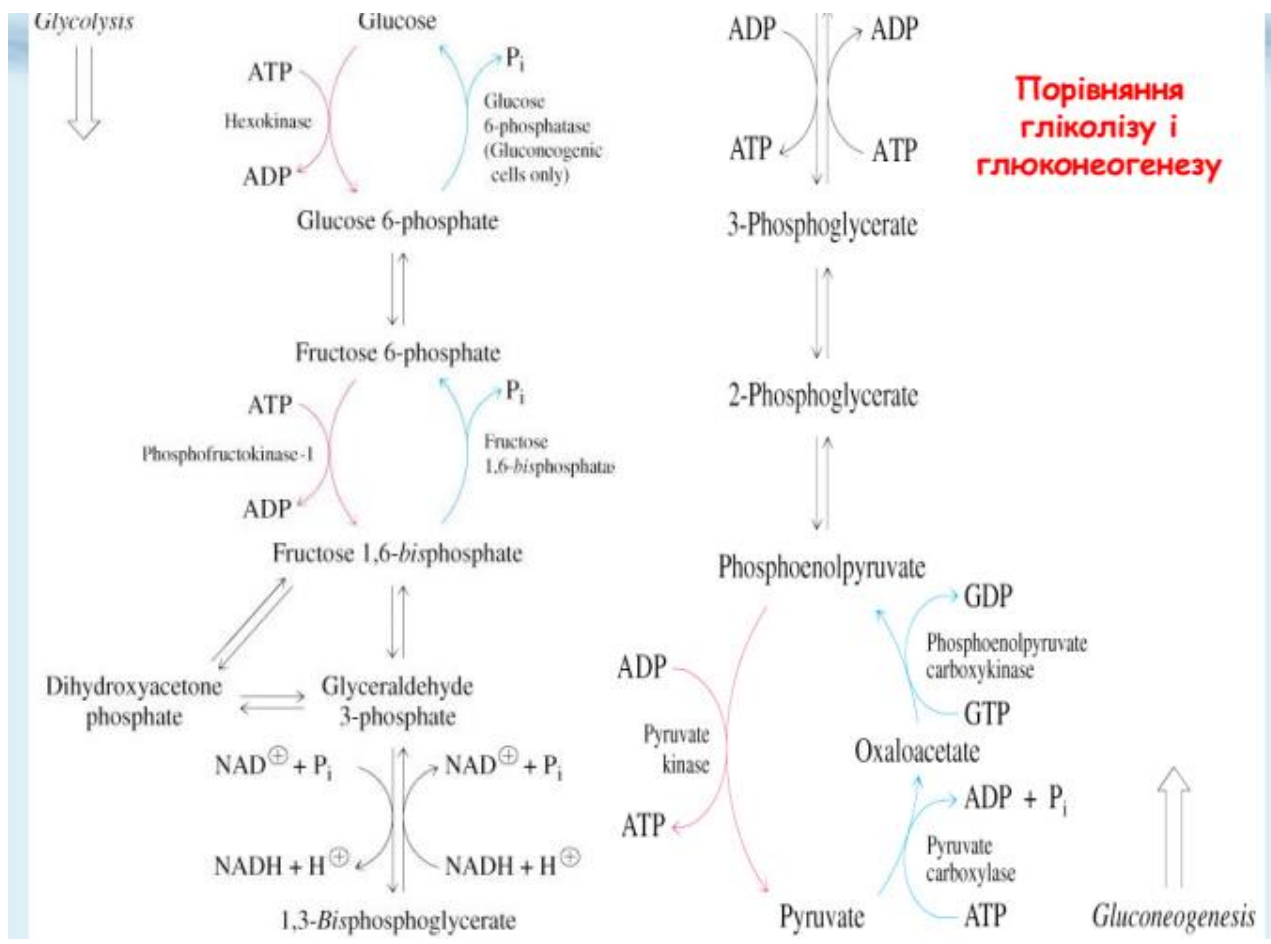 Glycolysis
Glucose
ATP
Hexokinase
ADP
Pi
Glucose
6-phosphatase
(Gluconeogenic
cells only)
Glucose 6-phosphate
Fructose 6-phosphate
ATP
Phosphofructokinase-1
ADP
Pi
Fructose
1,6-bisphosphatas
Fructose 1,6-bisphosphate
Dihydroxyacetone
phosphate
Glyceraldehyde
3-phosphate
NAD⊕ + Pi
NAD⊕ + Pi
NADH + H⊕
NADH + H⊕
1,3-Bisphosphoglycerate
ADP
ADP
ATP
ATP
3-Phosphoglycerate
2-Phosphoglycerate
Phosphoenolpyruvate
ADP
Pyruvate
kinase
ATP
GDP
Phosphoenolpyruvate
carboxykinase
GTP
Oxaloacetate
ADP + Pi
Pyruvate
carboxylase
ATP
Pyruvate
Порівняння
гліколізу і
глюконеогенезу
Gluconeogenesis